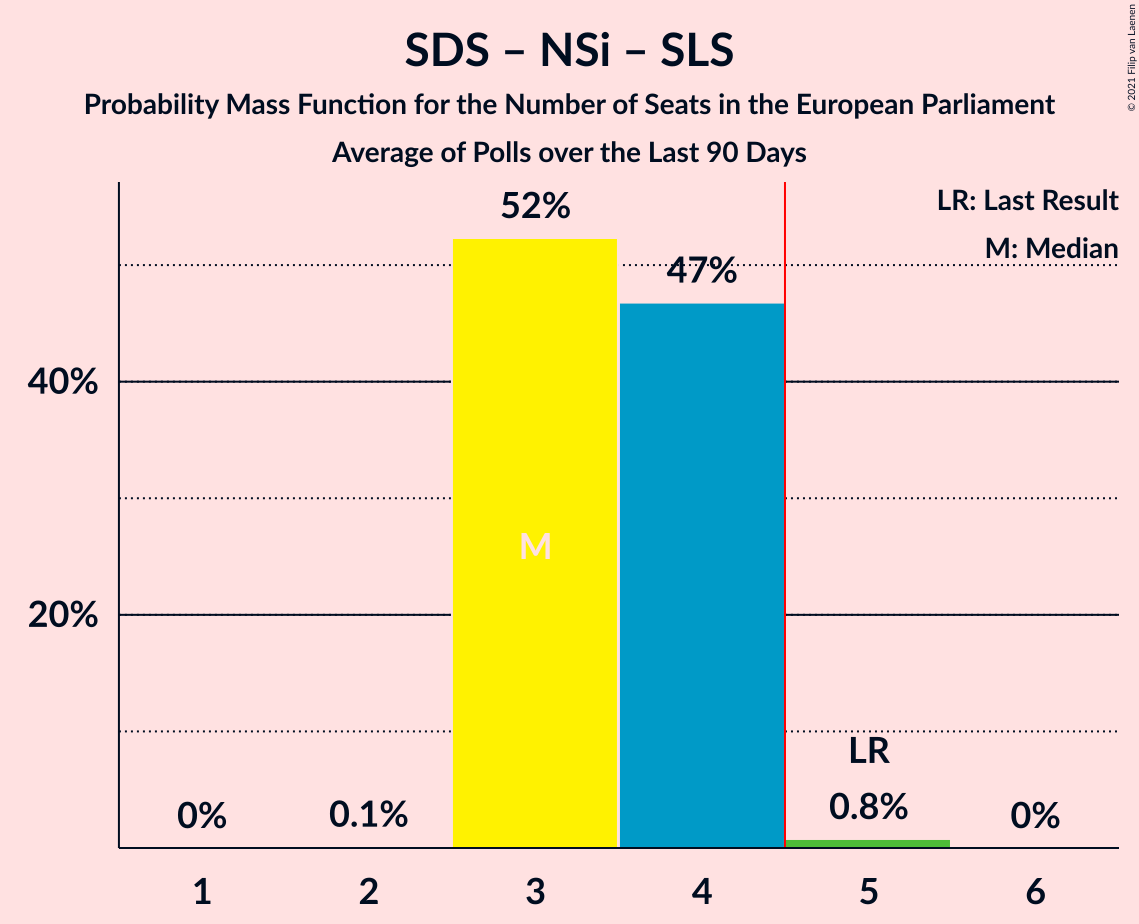 SDS – NSi – SLS
Probability Mass Function for the Number of Seats in the European Parliament
Average of Polls over the Last 90 Days
© 2021 Filip van Laenen
LR: Last Result
M: Median
52%
47%
40%
M
20%
LR
0%
0.1%
0.8%
0%
1 2 3 4 5 6